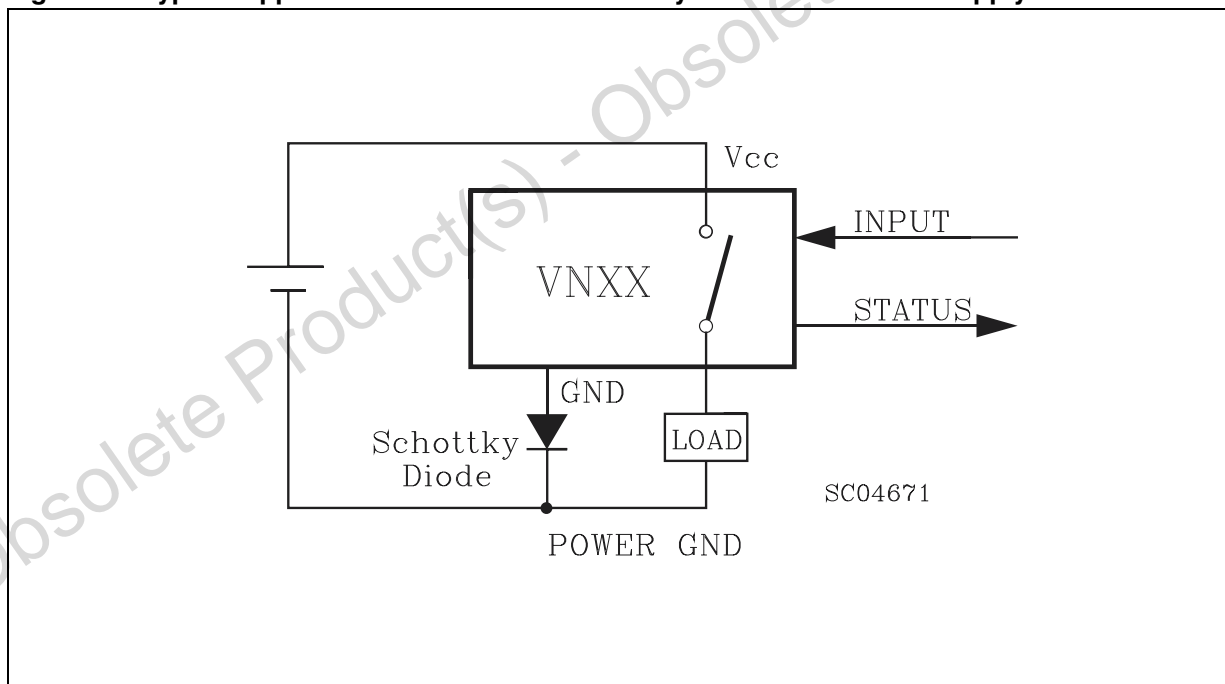 Vcc
INPUT
VNXX
STATUS
GND
Schottky
Diode
LOAD
SC04671
POWER GND
Obsolete Product(s) - Obsolete